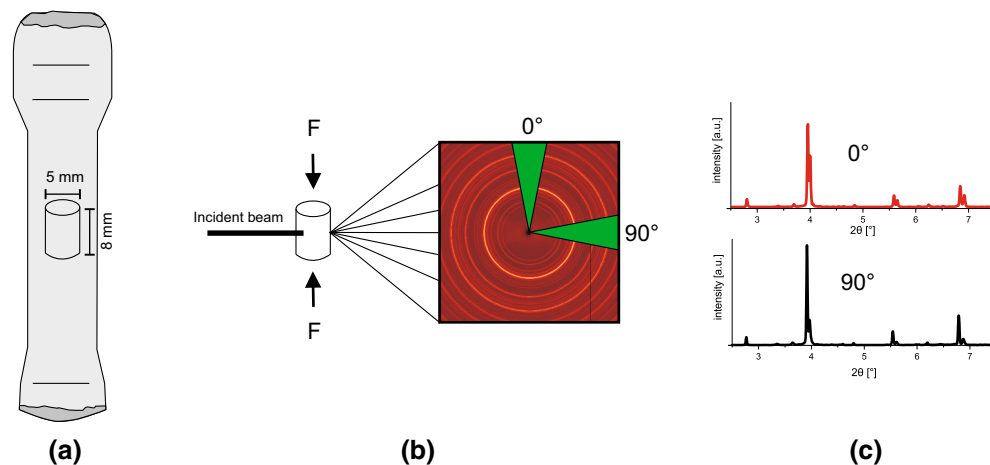 5 mm
8 mm
(a)
F
Incident beam
F
0°
90°
(b)
intensity [a.u.]
0°
3 4 5 6 7
2θ [°]
intensity [a.u.]
90°
3 4 5 6 7
2θ [°]
(c)